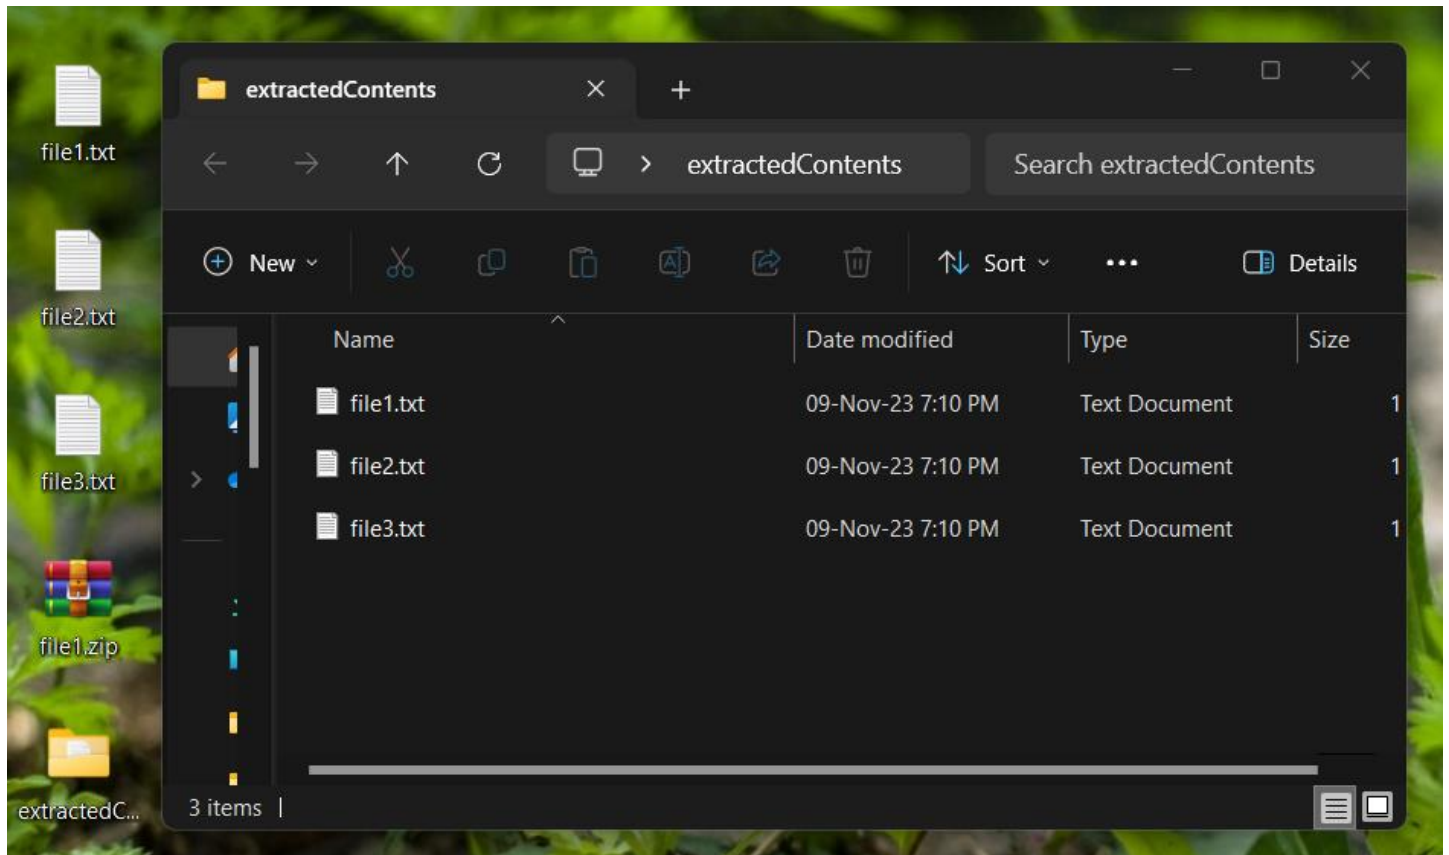 file1.txt
file2.txt
file3.txt
file1.zip
extractedC...
extractedContents
extractedContents
Search extractedContents
New
Sort
Details
Name Date modified Type Size
file1.txt 09-Nov-23 7:10 PM Text Document 1
file2.txt 09-Nov-23 7:10 PM Text Document 1
file3.txt 09-Nov-23 7:10 PM Text Document 1
3 items